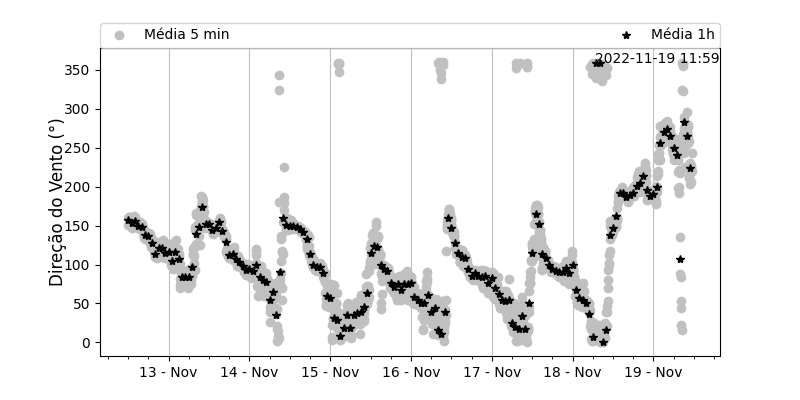 Média 5 min
Média 1h
2022-11-19 11:59
Direção do Vento (°)
350
300
250
200
150
100
50
0
13 - Nov
14 - Nov
15 - Nov
16 - Nov
17 - Nov
18 - Nov
19 - Nov